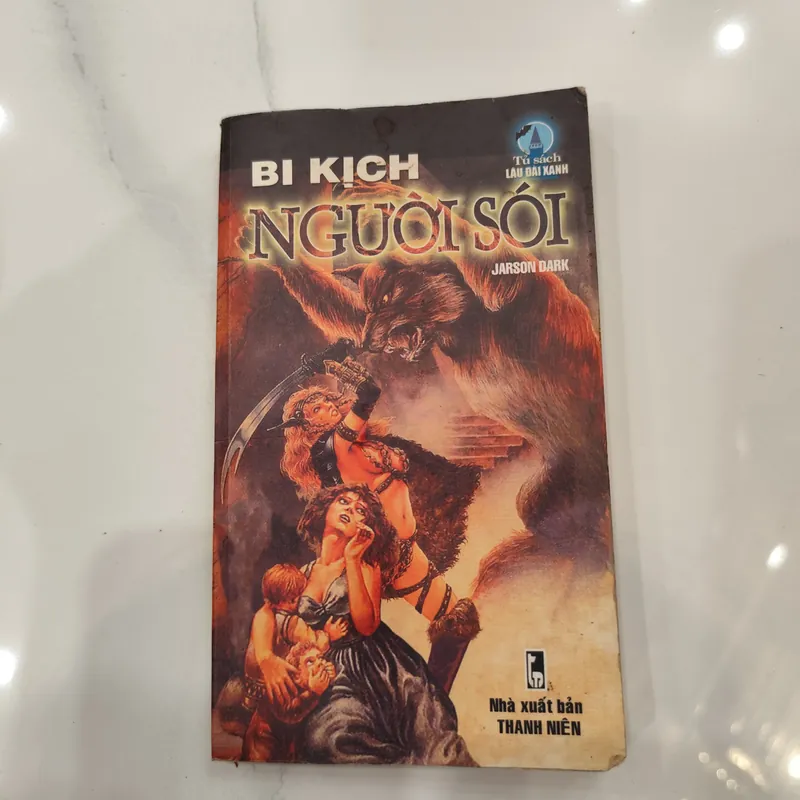 Tủ sách
LÂU ĐÀI XANH
BI KỊCH
NGƯỜI SÓI
JARSON DARK
Nhà xuất bản
THANH NIÊN